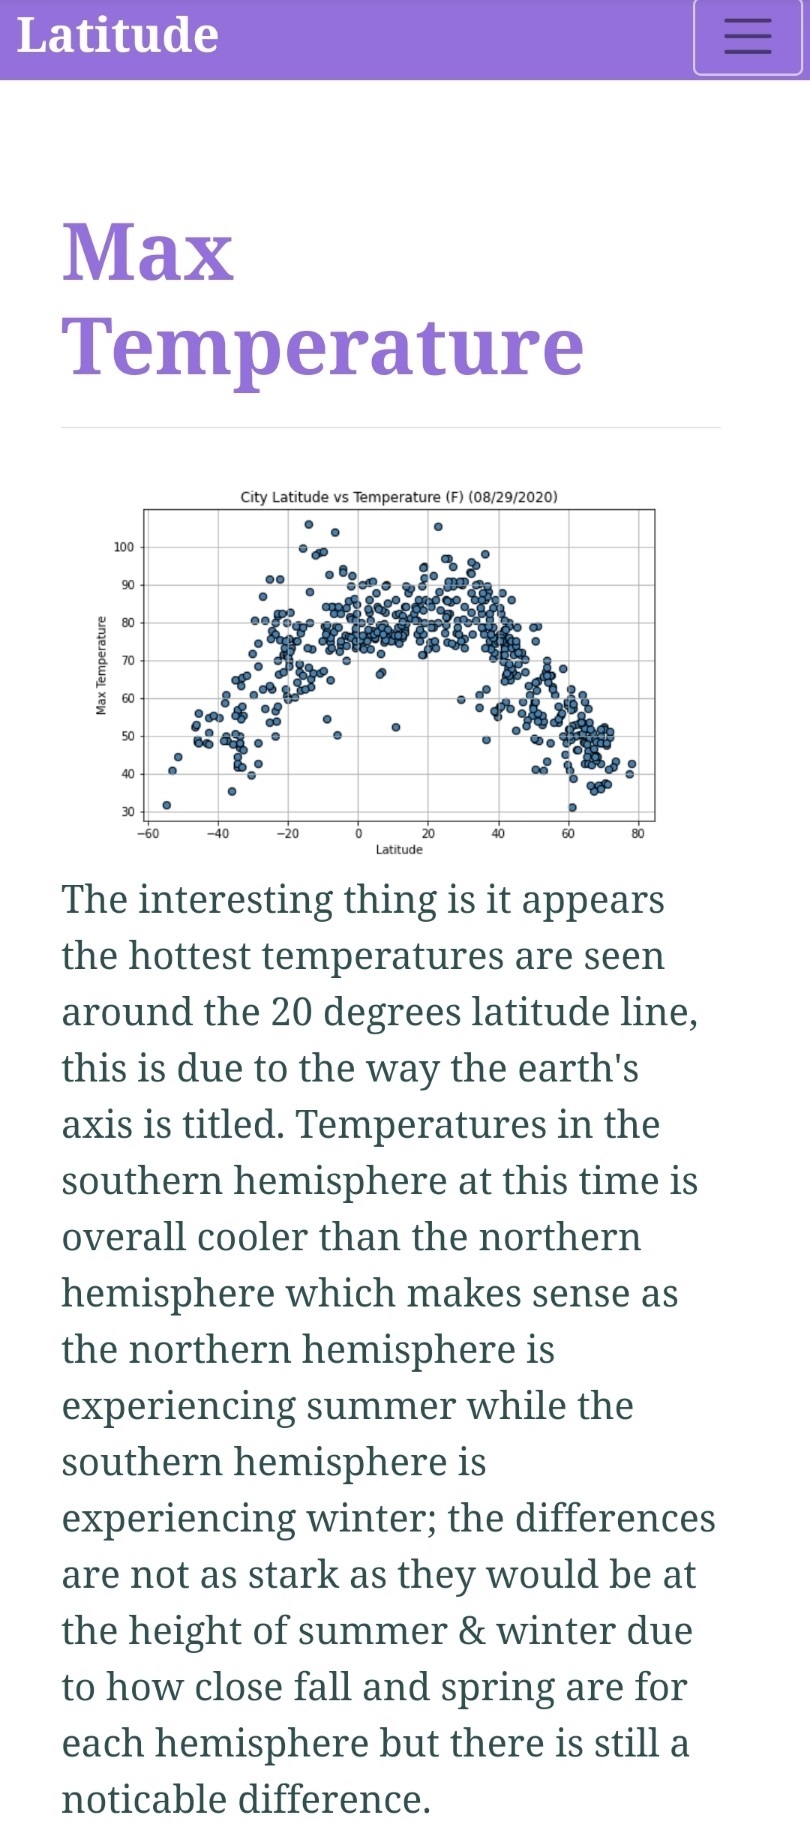 Latitude
Max
Temperature
City Latitude vs Temperature (F) (08/29/2020)
100
90
80
70
60
50
40
30
Max Temperature
−60 −40 −20 0 20 40 60 80
Latitude
The interesting thing is it appears
the hottest temperatures are seen
around the 20 degrees latitude line,
this is due to the way the earth's
axis is titled. Temperatures in the
southern hemisphere at this time is
overall cooler than the northern
hemisphere which makes sense as
the northern hemisphere is
experiencing summer while the
southern hemisphere is
experiencing winter; the differences
are not as stark as they would be at
the height of summer & winter due
to how close fall and spring are for
each hemisphere but there is still a
noticable difference.